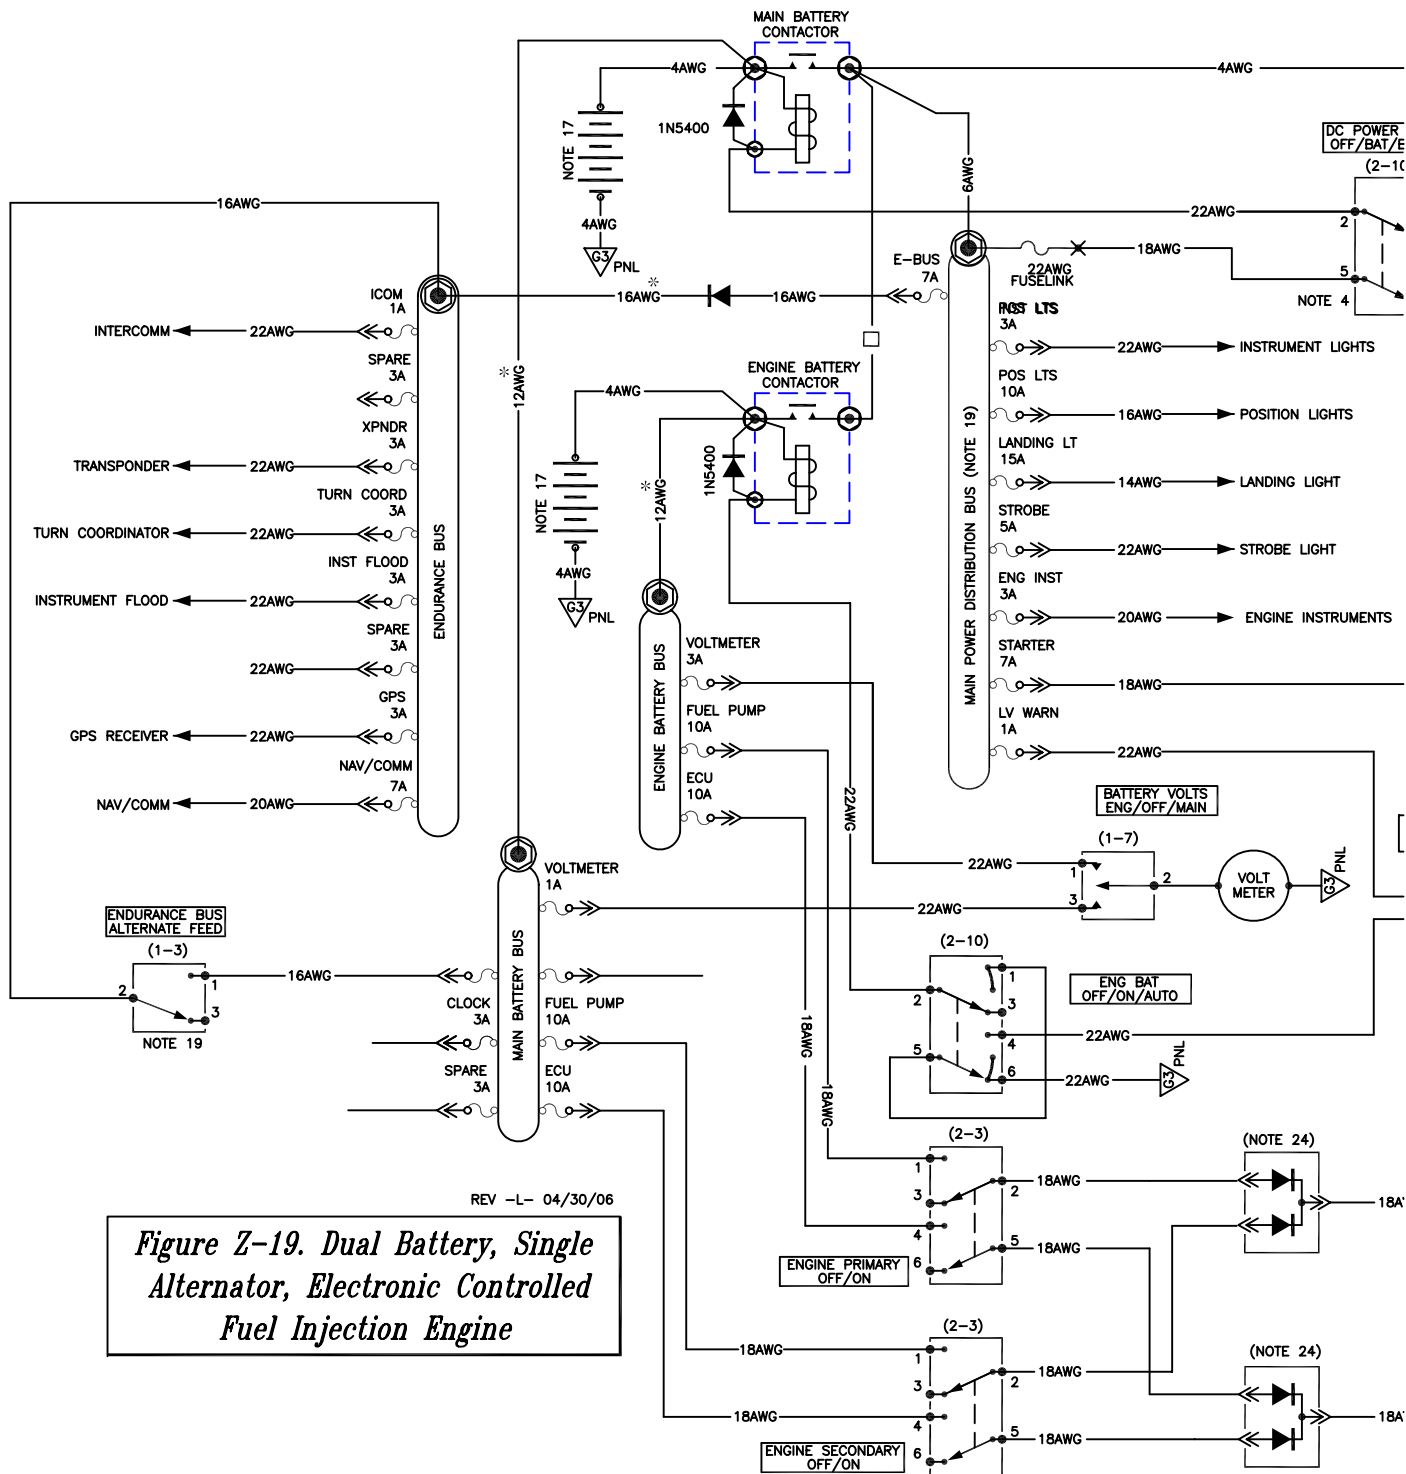 MAIN BATTERY
CONTACTOR
4AWG
4AWG
1N5400
NOTE 17
DC POWER
OFF/BAT/
(2-10
6AWG
16AWG
4AWG
22AWG
2
G3
PNL
E-BUS
7A
22AWG
FUSELINK
18AWG
5
NOTE 4
ICOM
1A
16AWG
*
16AWG
POS LTS
3A
INTERCOMM
22AWG
22AWG
INSTRUMENT LIGHTS
SPARE
3A
*
12AWG
ENGINE BATTERY
CONTACTOR
4AWG
POS LTS
10A
16AWG
POSITION LIGHTS
XPNDR
3A
LANDING LT
15A
TRANSPONDER
22AWG
1N5400
14AWG
LANDING LIGHT
NOTE 17
*
12AWG
TURN COORD
3A
STROBE
5A
TURN COORDINATOR
22AWG
22AWG
STROBE LIGHT
INST FLOOD
3A
4AWG
ENG INST
3A
INSTRUMENT FLOOD
22AWG
G3
PNL
20AWG
ENGINE INSTRUMENTS
ENDURANCE BUS
MAIN POWER DISTRIBUTION BUS (NOTE 19)
SPARE
3A
VOLTMETER
3A
STARTER
7A
22AWG
18AWG
GPS
3A
FUEL PUMP
10A
LV WARN
1A
GPS RECEIVER
22AWG
22AWG
ENGINE BATTERY BUS
NAV/COMM
7A
ECU
10A
NAV/COMM
20AWG
22AWG
BATTERY VOLTS
ENG/OFF/MAIN
(1-7)
VOLTMETER
1A
22AWG
1
2
3
VOLT
METER
G3
PNL
22AWG
ENDURANCE BUS
ALTERNATE FEED
(1-3)
(2-10)
16AWG
1
2
3
NOTE 19
MAIN BATTERY BUS
CLOCK
3A
FUEL PUMP
10A
1
2
3
4
5
6
ENG BAT
OFF/ON/AUTO
22AWG
18AWG
18AWG
SPARE
3A
ECU
10A
22AWG
G3
PNL
(2-3)
(NOTE 24)
1
2
3
4
5
6
18AWG
18AWG
REV -L- 04/30/06
ENGINE PRIMARY
OFF/ON
Figure Z-19. Dual Battery, Single
Alternator, Electronic Controlled
Fuel Injection Engine
(2-3)
(NOTE 24)
18AWG
1
2
3
4
5
6
18AWG
18AWG
18AWG
ENGINE SECONDARY
OFF/ON